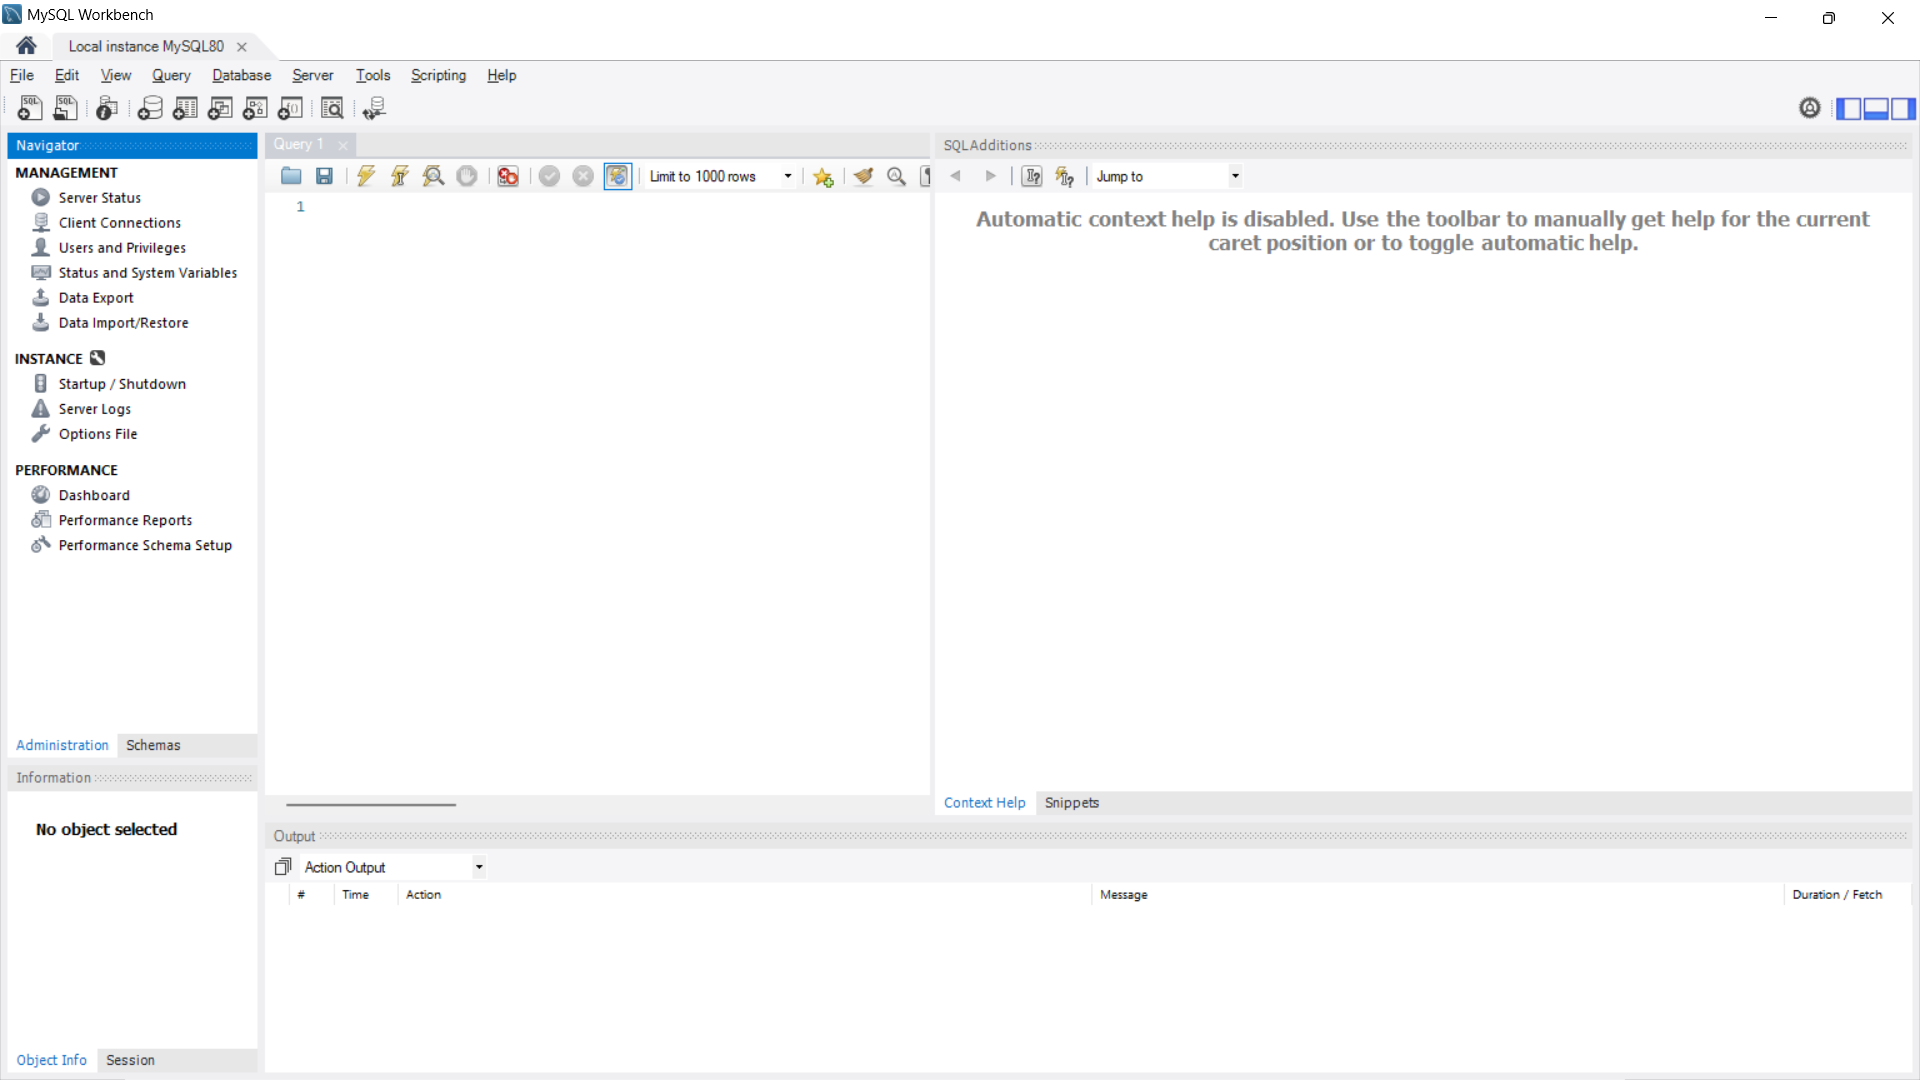 MySQL Workbench
Local instance MySQL80
File Edit View Query Database Server Tools Scripting Help
Navigator
MANAGEMENT
Server Status
Client Connections
Users and Privileges
Status and System Variables
Data Export
Data Import/Restore
INSTANCE
Startup / Shutdown
Server Logs
Options File
PERFORMANCE
Dashboard
Performance Reports
Performance Schema Setup
Administration Schemas
Information
No object selected
Object Info Session
Query 1
Limit to 1000 rows
1
SQLAdditions
Jump to
Automatic context help is disabled. Use the toolbar to manually get help for the current
caret position or to toggle automatic help.
Context Help Snippets
Output
Action Output
# Time Action Message Duration / Fetch